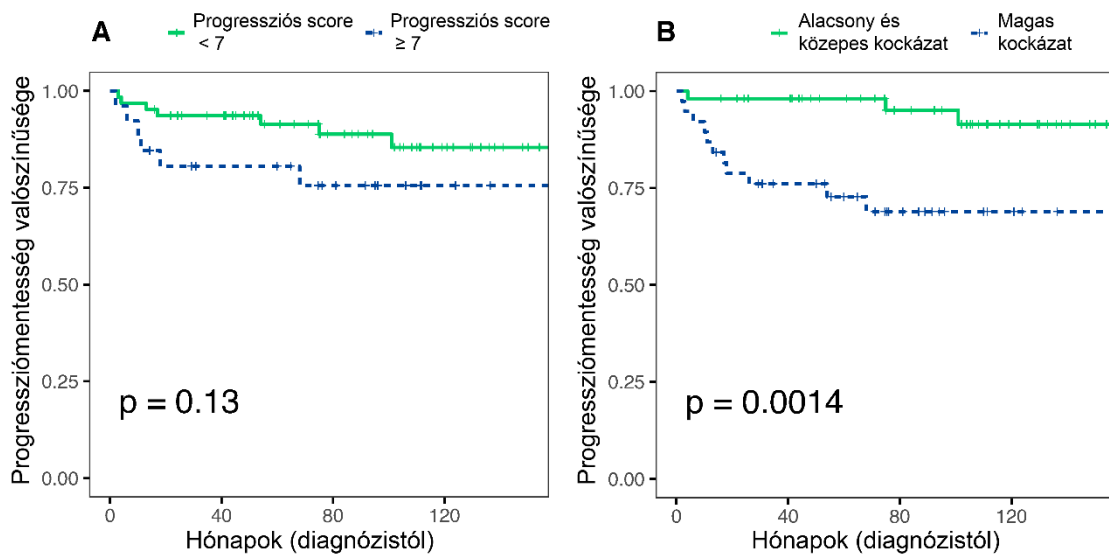 A
Progressziós score
< 7
Progressziós score
≥ 7
Progressziómentesség valószínűsége
1.00
0.75
0.50
0.25
0.00
p = 0.13
0
40
80
120
Hónapok (diagnózistól)
B
Alacsony és
közepes kockázat
Magas
kockázat
Progressziómentesség valószínűsége
1.00
0.75
0.50
0.25
0.00
p = 0.0014
0
40
80
120
Hónapok (diagnózistól)